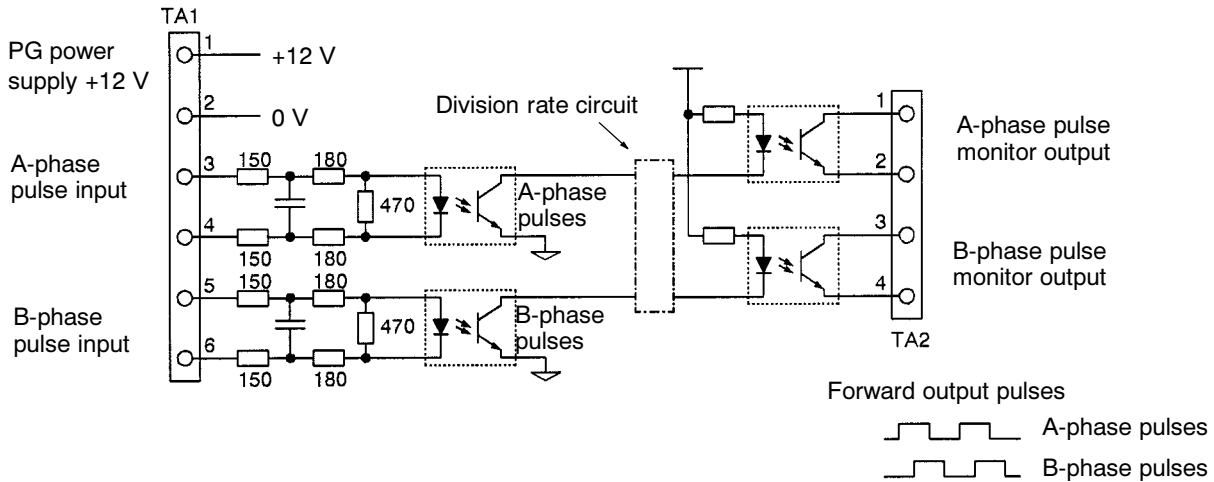 TA1
PG power
supply +12 V
1
+12 V
2
0 V
A-phase
pulse input
3
150
180
470
4
150
180
A-phase
pulses
B-phase
pulse input
5
150
180
470
6
150
180
B-phase
pulses
Division rate circuit
1
2
A-phase pulse
monitor output
3
4
B-phase pulse
monitor output
TA2
Forward output pulses
A-phase pulses
B-phase pulses